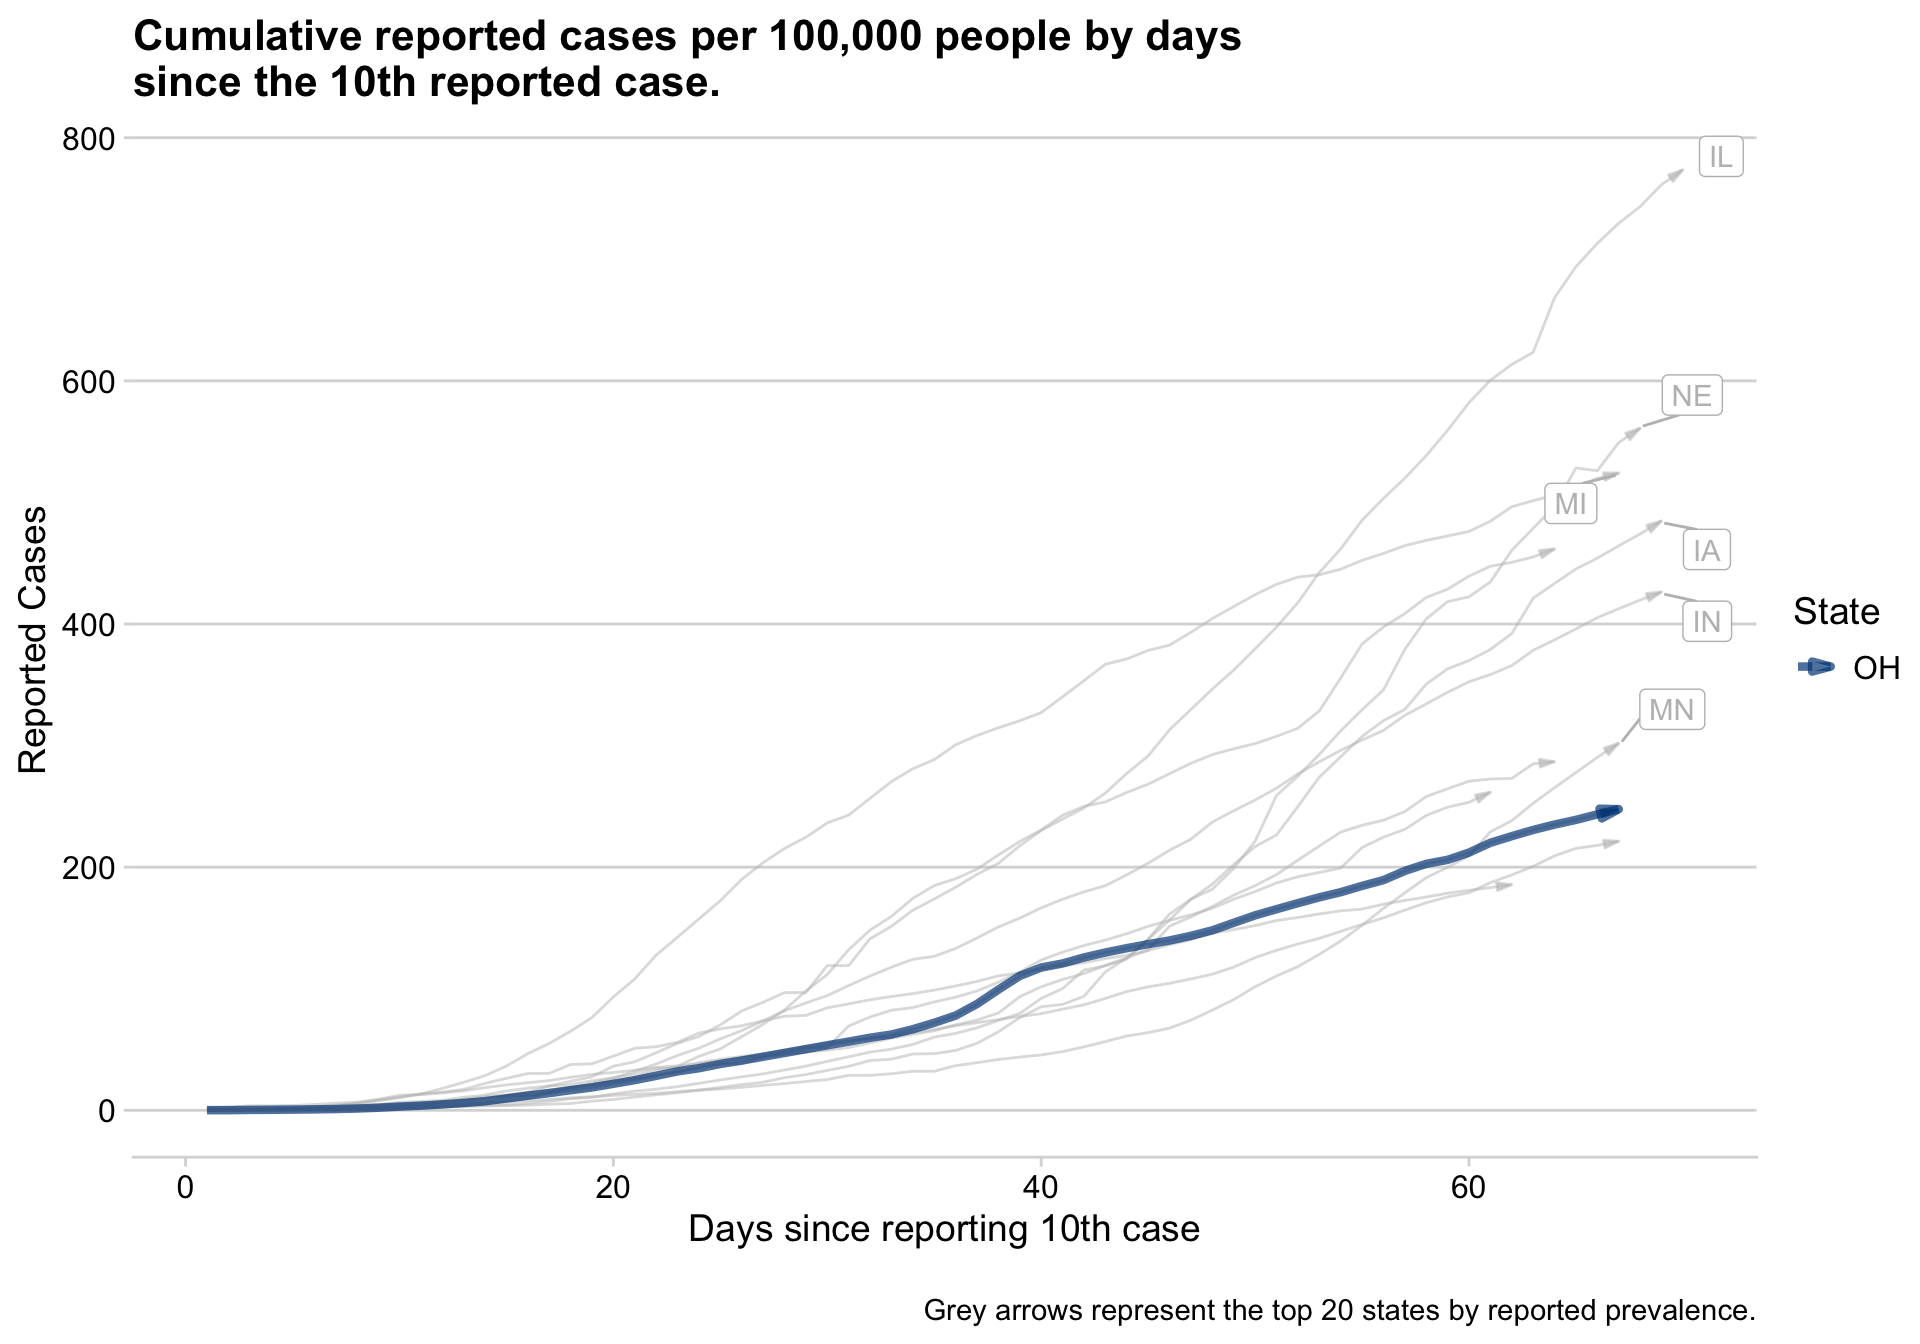 Cumulative reported cases per 100,000 people by days
since the 10th reported case.
800
600
400
200
0
Reported Cases
IL
NE
MI
IA
IN
MN
State
OH
0
20
40
60
Days since reporting 10th case
Grey arrows represent the top 20 states by reported prevalence.